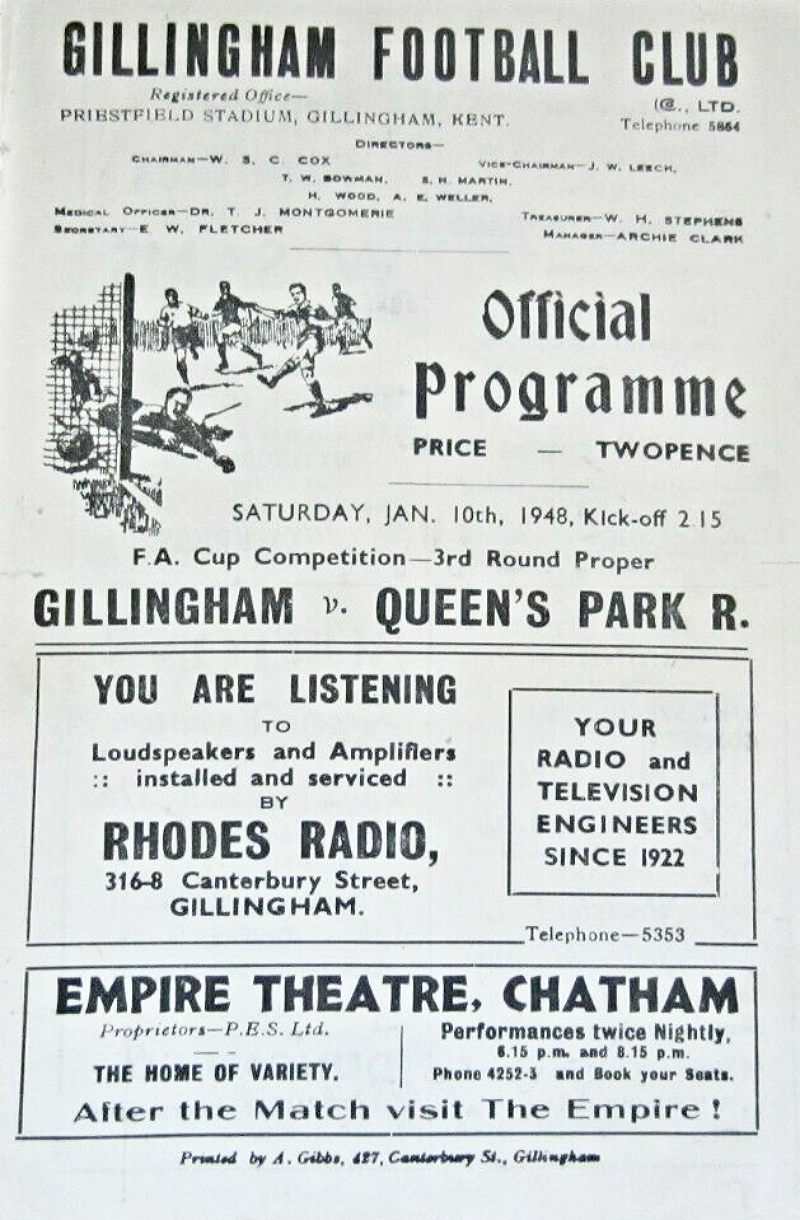 GILLINGHAM FOOTBALL CLUB
Registered Office—
(@., LTD.
PRIESTFIELD STADIUM, GILLINGHAM, KENT.
Telephone 5864
DIRECTORS—
CHAIRMAN—W. S. C. COX
VICE-CHAIRMAN—J. W. LEECH,
T. W. BOWMAN, S. H. MARTIN,
H. WOOD, A. E. WELLER,
MEDICAL OFFICER—DR. T. J. MONTGOMERIE
TREASURER—W. H. STEPHENS
SECRETARY—E W. FLETCHER
MANAGER—ARCHIE CLARK
Official
Programme
PRICE — TWOPENCE
SATURDAY, JAN. 10th, 1948, Kick-off 2.15
F.A. Cup Competition—3rd Round Proper
GILLINGHAM v. QUEEN'S PARK R.
YOU ARE LISTENING
TO
Loudspeakers and Amplifiers
:: installed and serviced ::
BY
RHODES RADIO,
316-8 Canterbury Street,
GILLINGHAM.
YOUR
RADIO and
TELEVISION
ENGINEERS
SINCE 1922
Telephone—5353
EMPIRE THEATRE, CHATHAM
Proprietors—P.E.S. Ltd.
THE HOME OF VARIETY.
Performances twice Nightly,
6.15 p.m. and 8.15 p.m.
Phone 4252-3 and Book your Seats.
After the Match visit The Empire !
Printed by A. Gibbs, 427, Canterbury St., Gillingham